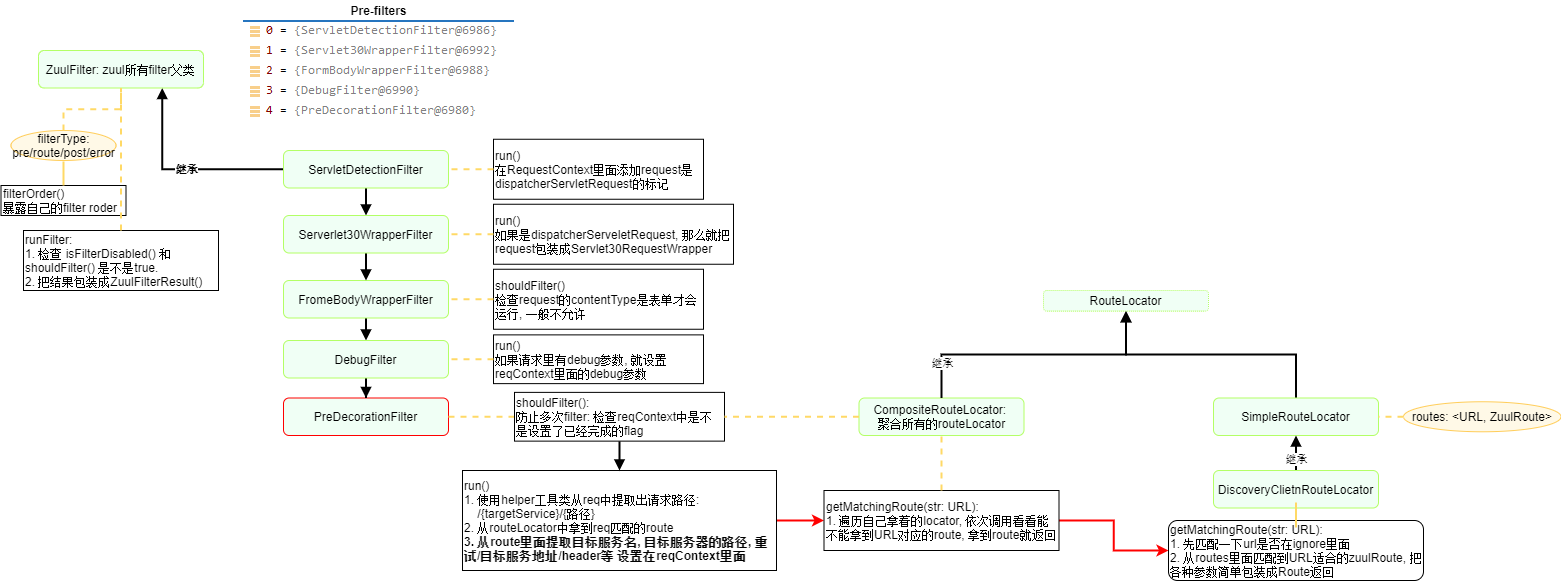 Pre-filters
0 = {ServletDetectionFilter@6986}
1 = {Servlet30WrapperFilter@6992}
2 = {FormBodyWrapperFilter@6988}
3 = {DebugFilter@6990}
4 = {PreDecorationFilter@6980}
ZuulFilter: zuul所有filter父类
filterType:
pre/route/post/error
filterOrder()
暴露自己的filter roder
runFilter:
1. 检查 isFilterDisabled() 和
shouldFilter() 是不是true.
2. 把结果包装成ZuulFilterResult()
继承
ServletDetectionFilter
run()
在RequestContext里面添加request是
dispatcherServletRequest的标记
Serverlet30WrapperFilter
run()
如果是dispatcherServeletRequest, 那么就把
request包装成Servlet30RequestWrapper
FromeBodyWrapperFilter
shouldFilter()
检查request的contentType是表单才会
运行, 一般不允许
DebugFilter
run()
如果请求里有debug参数, 就设置
reqContext里面的debug参数
PreDecorationFilter
shouldFilter():
防止多次filter: 检查reqContext中是不
是设置了已经完成的flag
run()
1. 使用helper工具类从req中提取出请求路径:
/{targetService}/{路径}
2. 从routeLocator中拿到req匹配的route
3. 从route里面提取目标服务名, 目标服务器的路径, 重
试/目标服务地址/header等 设置在reqContext里面
RouteLocator
继承
CompositeRouteLocator:
聚合所有的routeLocator
getMatchingRoute(str: URL):
1. 遍历自己拿着的locator, 依次调用看看能
不能拿到URL对应的route, 拿到route就返回
SimpleRouteLocator
routes: <URL, ZuulRoute>
继承
DiscoveryClietnRouteLocator
getMatchingRoute(str: URL):
1. 先匹配一下url是否在ignore里面
2. 从routes里面匹配到URL适合的zuulRoute, 把
各种参数简单包装成Route返回